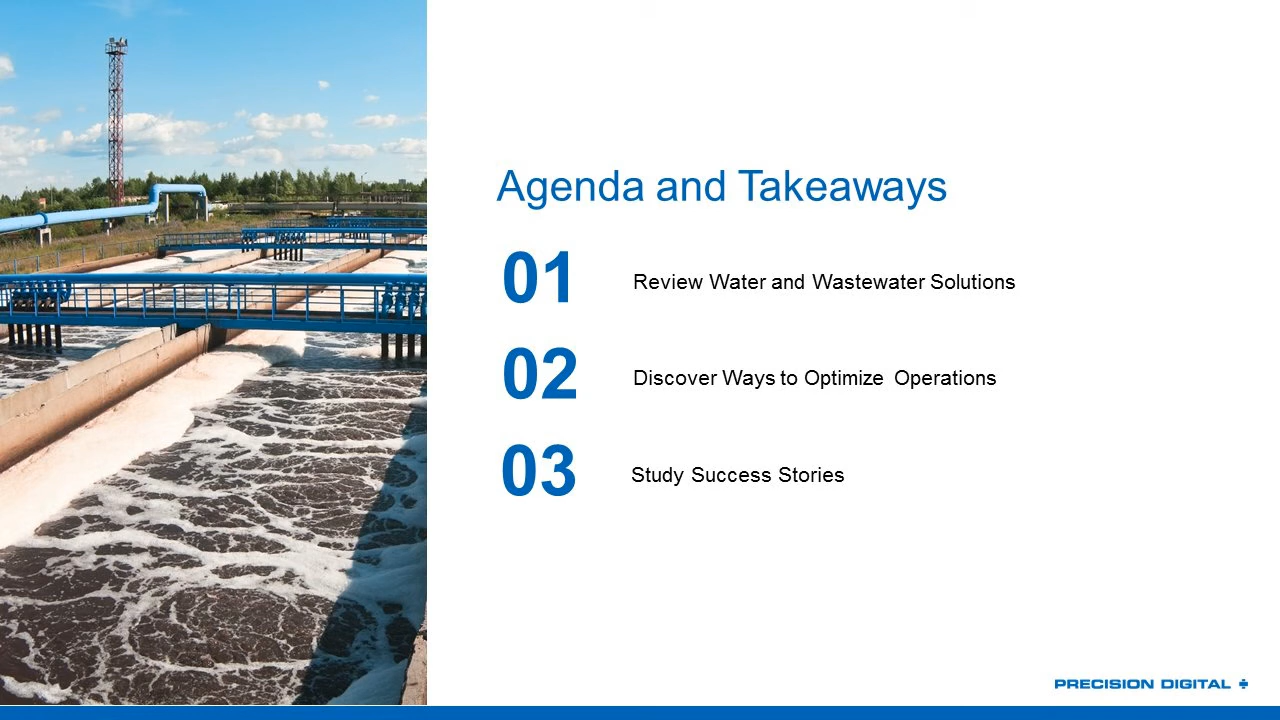 Agenda and Takeaways
01
Review Water and Wastewater Solutions
02
Discover Ways to Optimize Operations
03
Study Success Stories
PRECISION DIGITAL